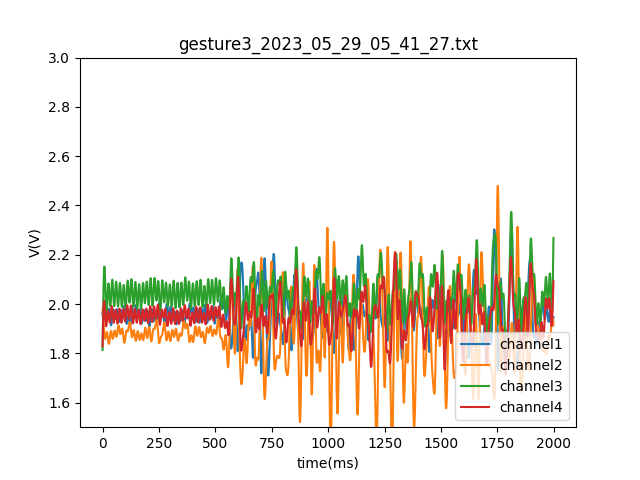 gesture3_2023_05_29_05_41_27.txt
3.0
2.8
2.6
2.4
2.2
2.0
1.8
1.6
V(V)
channel1
channel2
channel3
channel4
0 250 500 750 1000 1250 1500 1750 2000
time(ms)